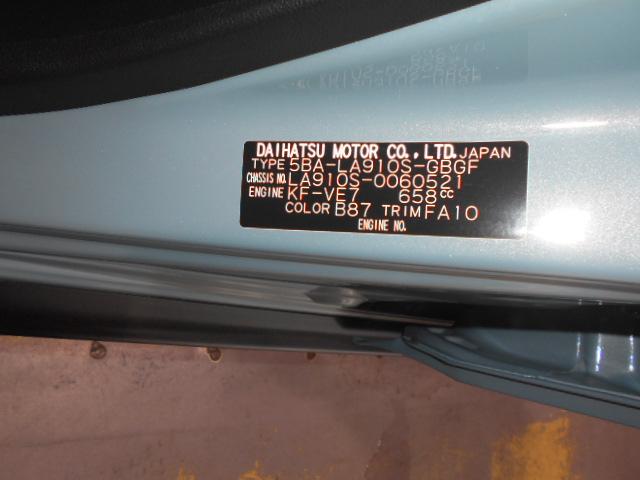 DAIHATSU MOTOR CO.,LTD. JAPAN
TYPE 5BA-LA910S-GBGF
CHASSIS NO. LA910S-0060521
ENGINE KF-VE7 658cc
COLOR B87 TRIM FA10
ENGINE NO.